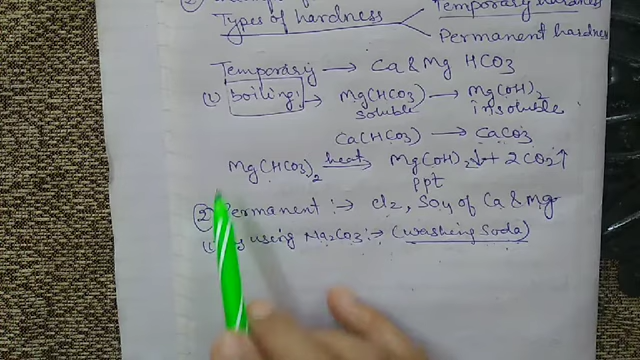 Temporary hardness
Types of hardness
Permanent hardness
Temporary → Ca & Mg HCO3
(1) boiling → Mg(HCO3) → Mg(OH)2
soluble insoluble
Ca(HCO3) → CaCO3
Mg(HCO3)2 heat → Mg(OH)2↓ + 2CO2↑
ppt
(2) Permanent :→ cl2, SO4 of Ca & Mg
(1) using Na2CO3 :→ (washing soda)